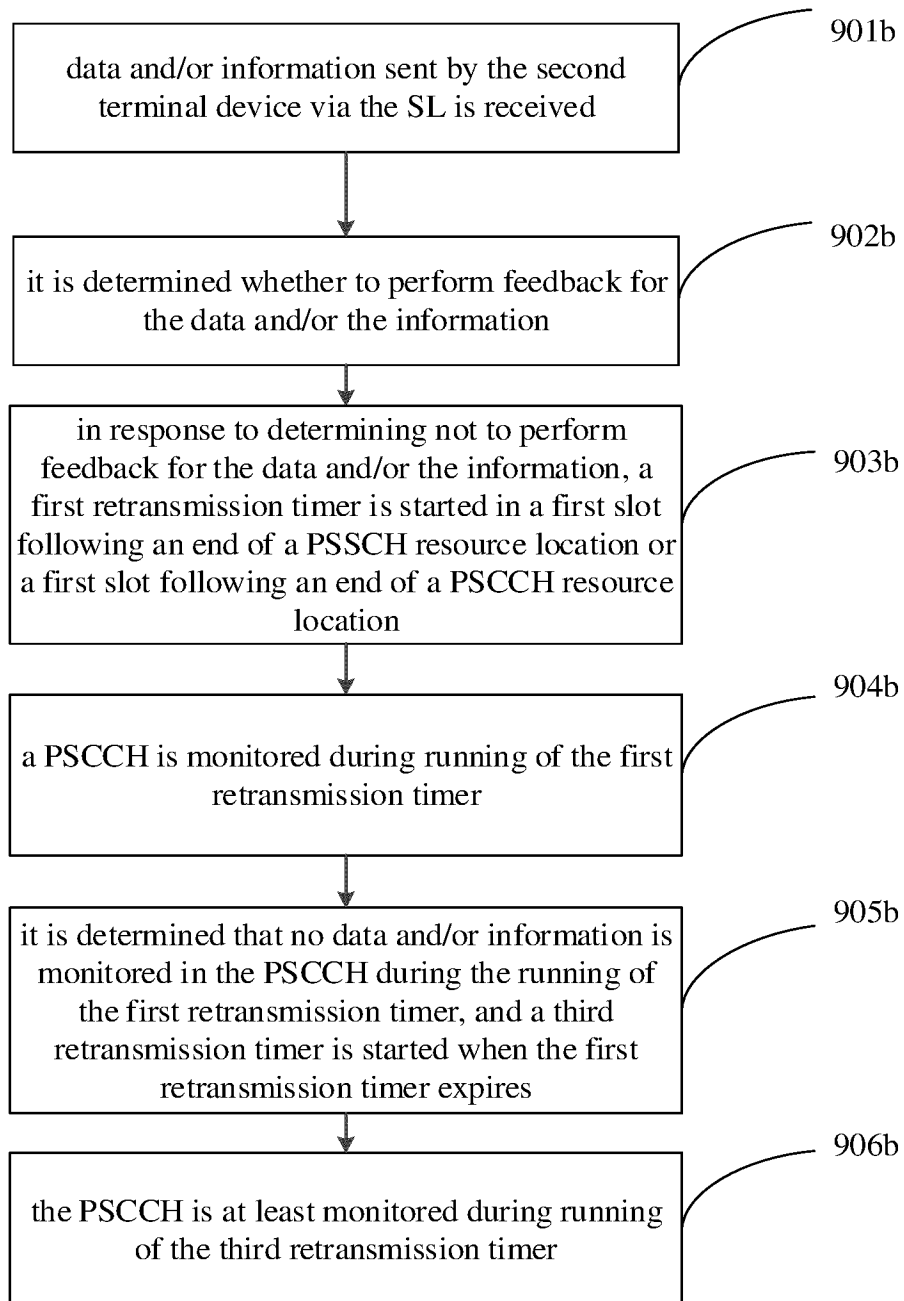 901b
data and/or information sent by the second
terminal device via the SL is received
902b
it is determined whether to perform feedback for
the data and/or the information
903b
in response to determining not to perform
feedback for the data and/or the information, a
first retransmission timer is started in a first slot
following an end of a PSSCH resource location or
a first slot following an end of a PSCCH resource
location
904b
a PSCCH is monitored during running of the first
retransmission timer
905b
it is determined that no data and/or information is
monitored in the PSCCH during the running of
the first retransmission timer, and a third
retransmission timer is started when the first
retransmission timer expires
906b
the PSCCH is at least monitored during running
of the third retransmission timer